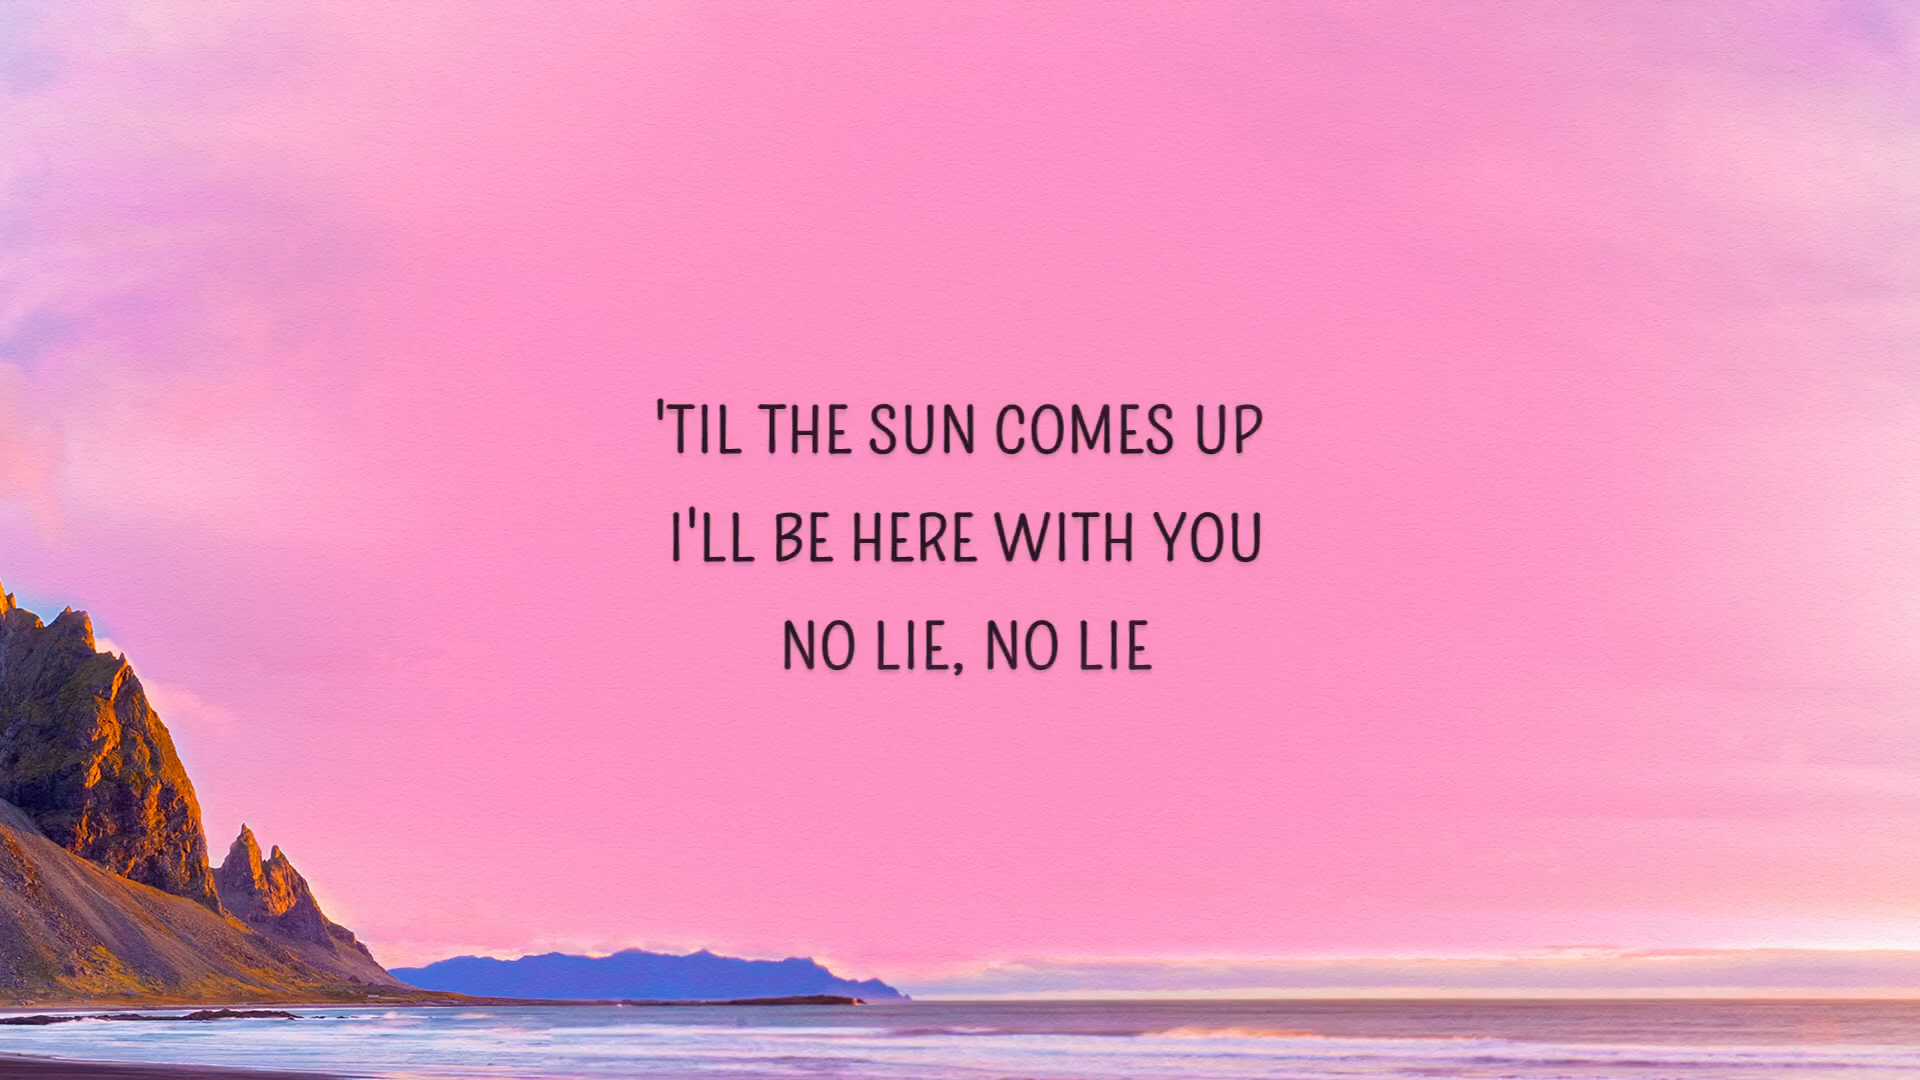 'TIL THE SUN COMES UP
I'LL BE HERE WITH YOU
NO LIE, NO LIE